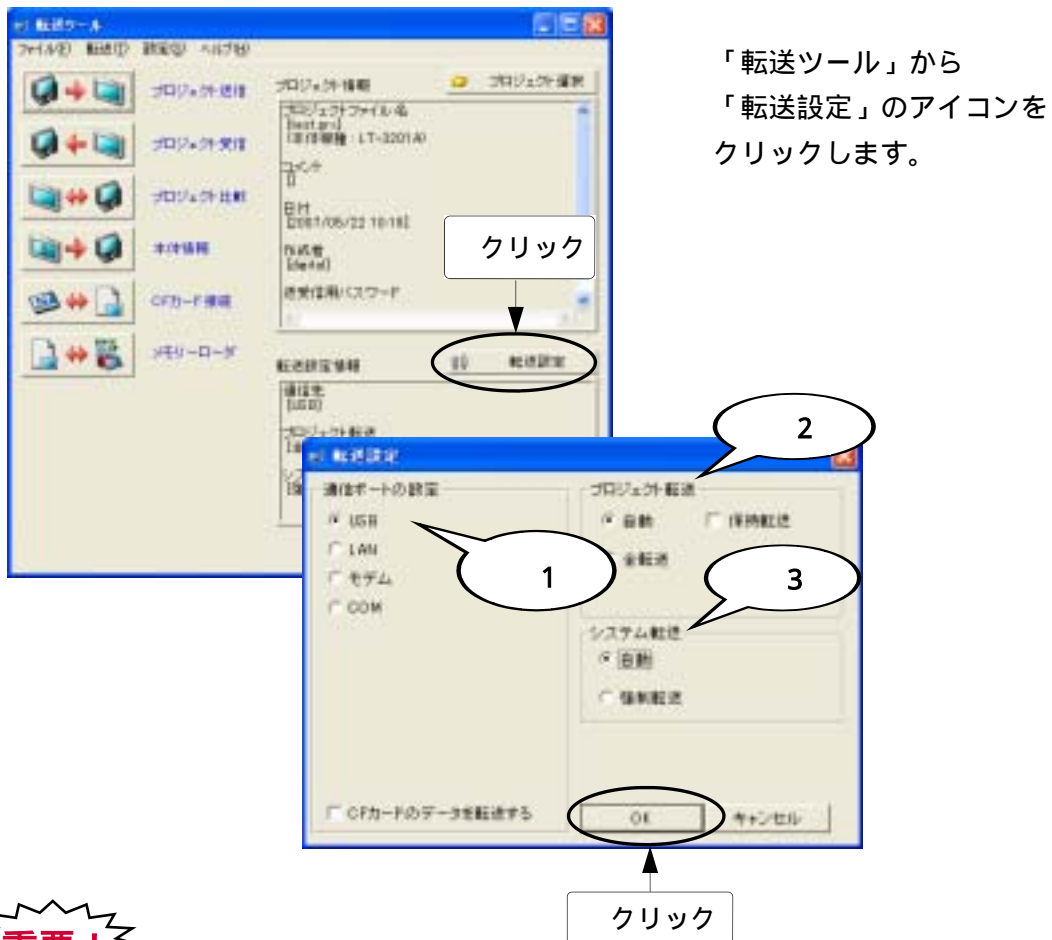 転送ツール
ファイル(F) 転送(T) 設定(S) ヘルプ(H)
プロジェクト送信
プロジェクト受信
プロジェクト比較
本体情報
CFカード接続
メモリーローダ
プロジェクト情報
プロジェクト選択
プロジェクトファイル名
[test.prx]
(本体機種 : LT-3201A)
コメント
[]
日付
[2007/05/22 10:16]
作成者
送受信用パスワード
クリック
転送設定情報
転送設定
通信先
[USB]
プロジェクト転送
「転送ツール」から
「転送設定」のアイコンを
クリックします。
転送設定
通信ポートの設定
USB
LAN
モデム
COM
CFカードのデータを転送する
プロジェクト転送
自動
保持転送
全転送
システム転送
自動
強制転送
OK
キャンセル
1
2
3
クリック
重要！